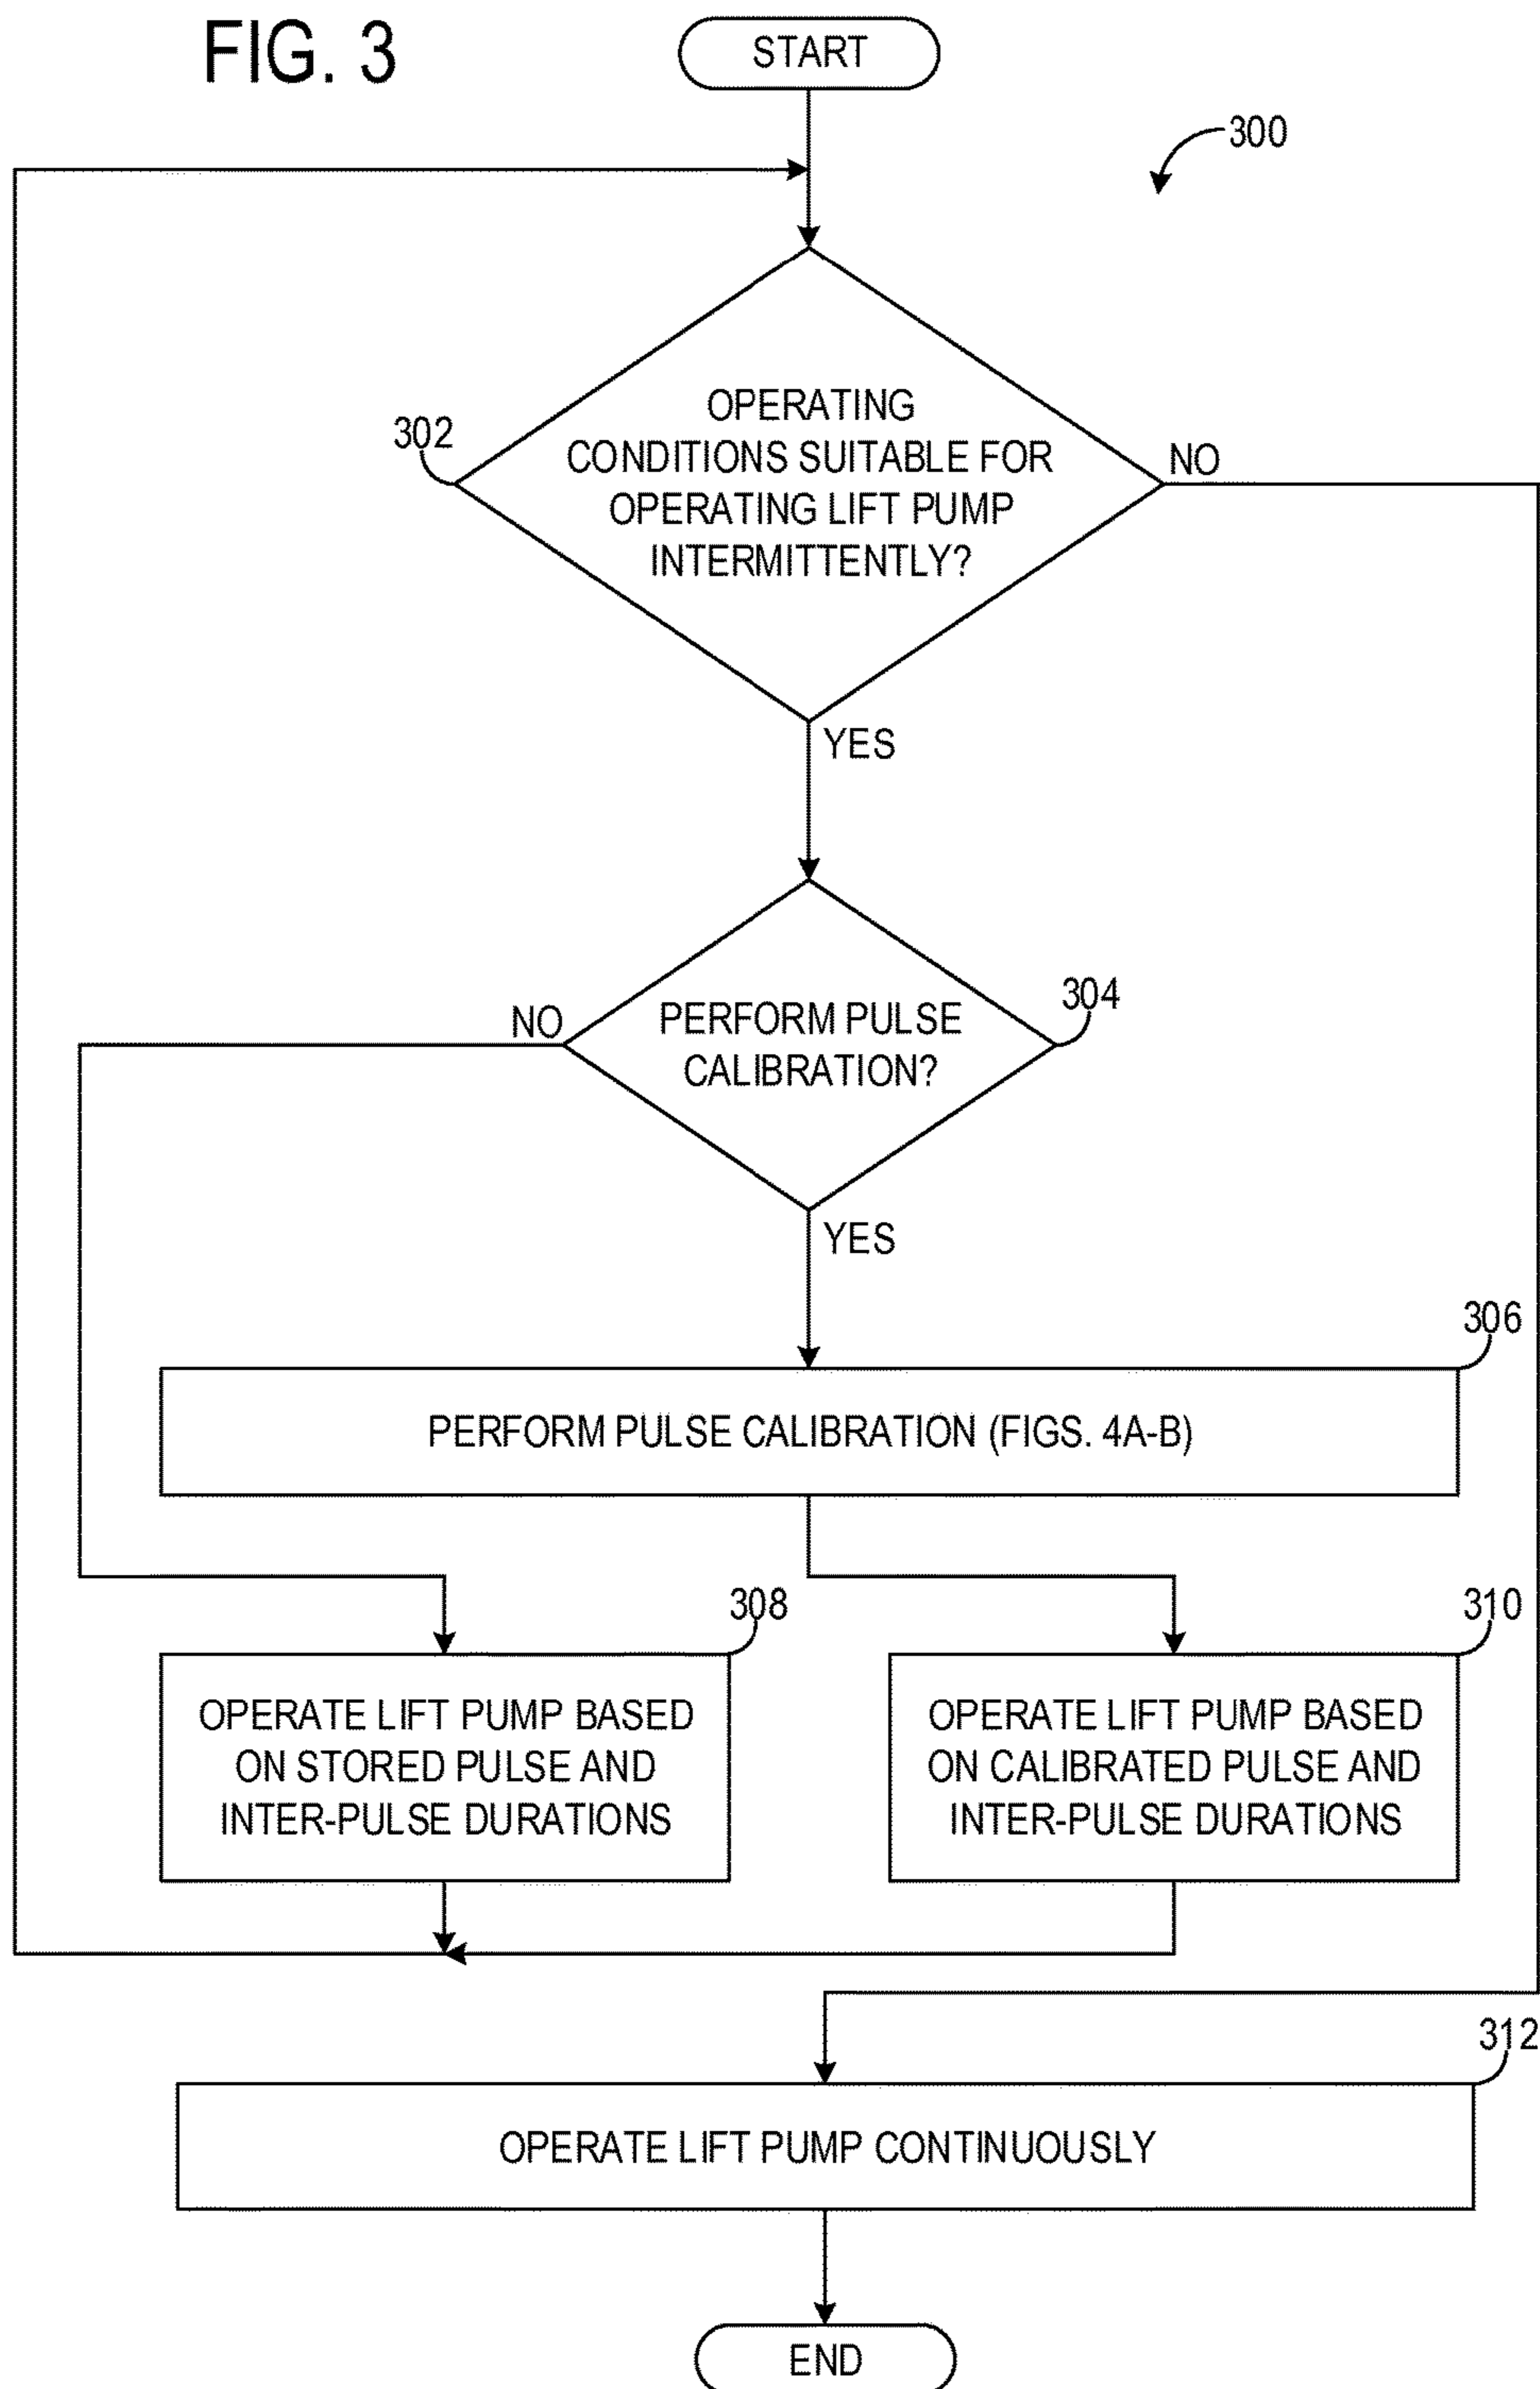 FIG. 3
START
300
302
OPERATING
CONDITIONS SUITABLE FOR
OPERATING LIFT PUMP
INTERMITTENTLY?
NO
YES
304
NO
PERFORM PULSE
CALIBRATION?
YES
306
PERFORM PULSE CALIBRATION (FIGS. 4A-B)
308
OPERATE LIFT PUMP BASED
ON STORED PULSE AND
INTER-PULSE DURATIONS
310
OPERATE LIFT PUMP BASED
ON CALIBRATED PULSE AND
INTER-PULSE DURATIONS
312
OPERATE LIFT PUMP CONTINUOUSLY
END